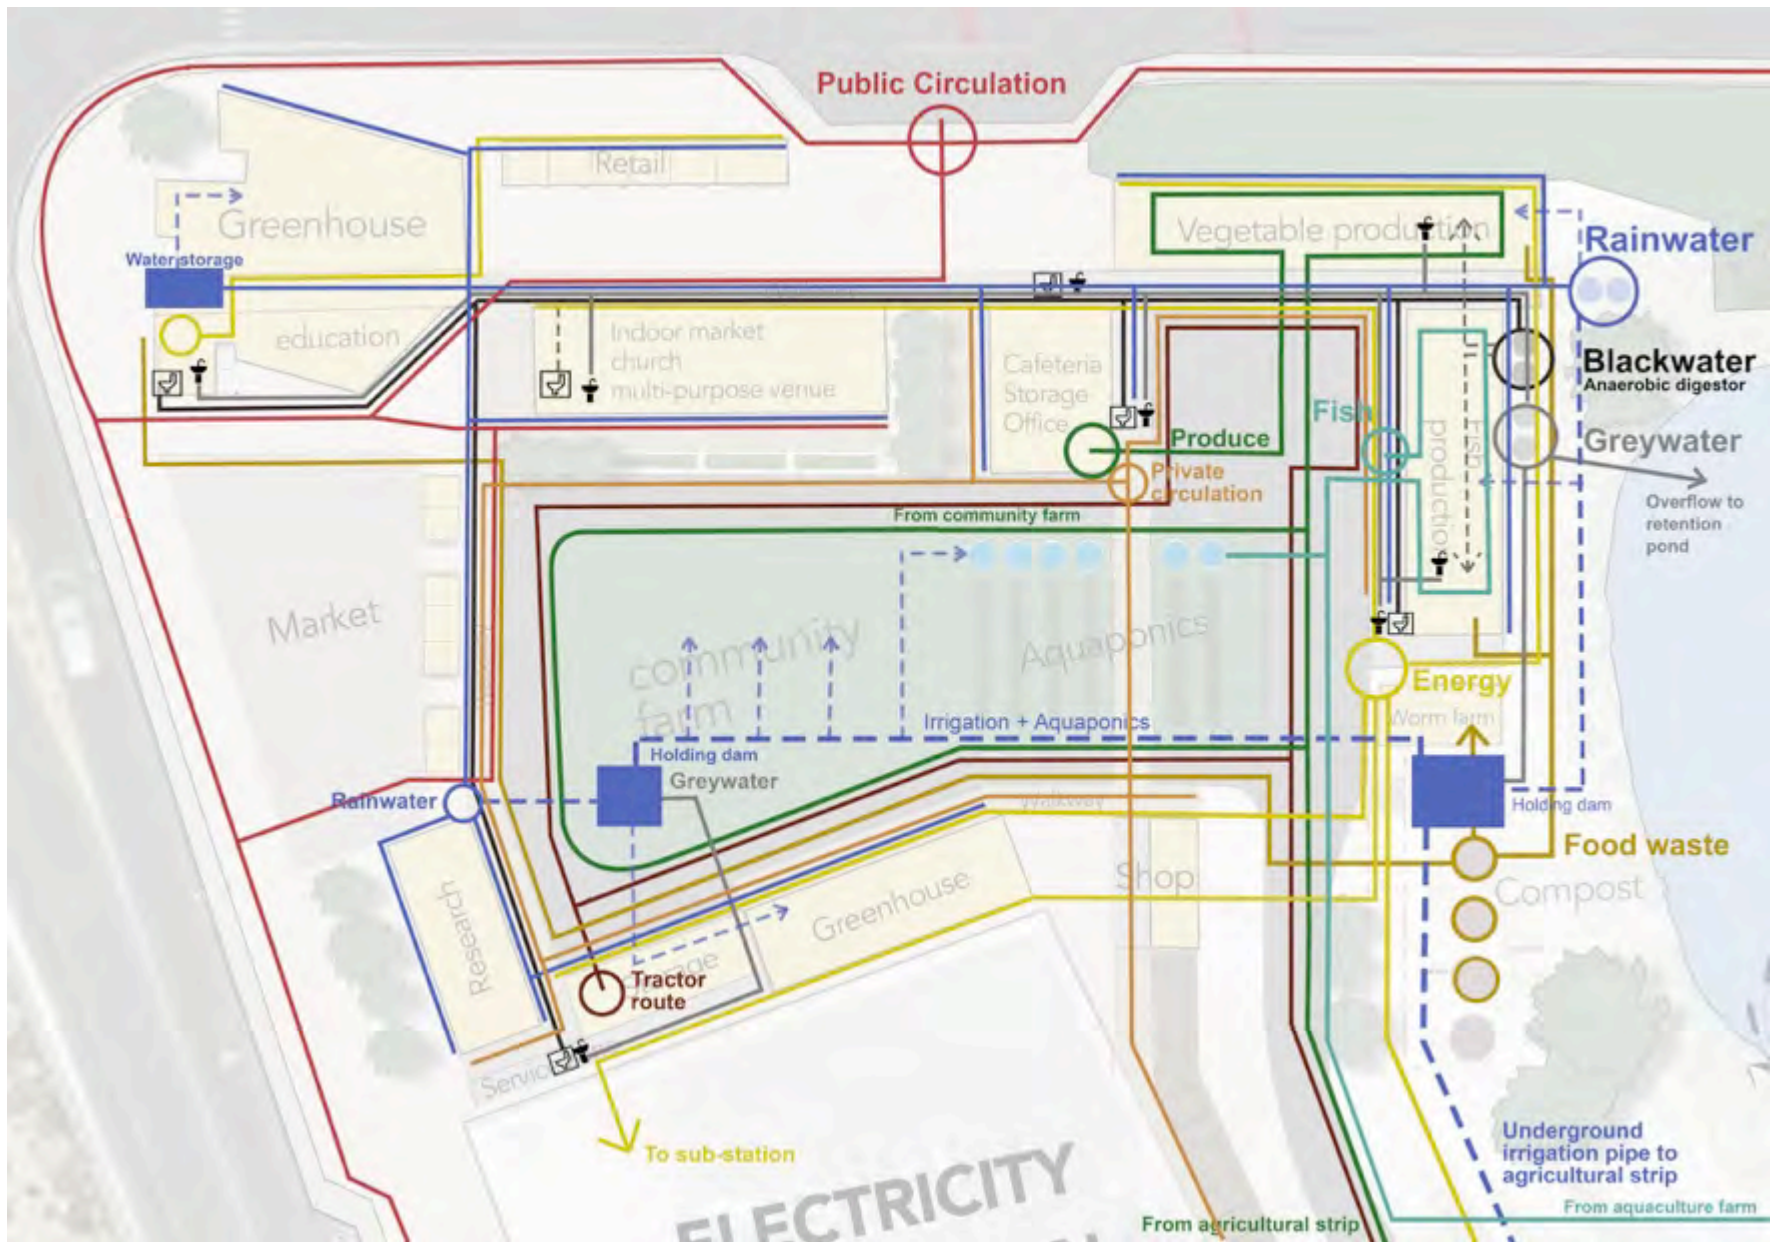 Public Circulation
Retail
Greenhouse
Vegetable production
Rainwater
Water storage
education
Indoor market
church
multi-purpose venue
Cafeteria
Storage
Office
Blackwater
Anaerobic digestor
Fish
Produce
Greywater
Fish
production
Private
circulation
Overflow to
retention
pond
From community farm
Market
community
farm
Aquaponics
Energy
Worm farm
Irrigation + Aquaponics
Holding dam
Greywater
Rainwater
Walkway
Holding dam
Food waste
Shop
Compost
Research
Greenhouse
Tractor
route
To sub-station
ELECTRICITY
Underground
irrigation pipe to
agricultural strip
From aquaculture farm
From agricultural strip